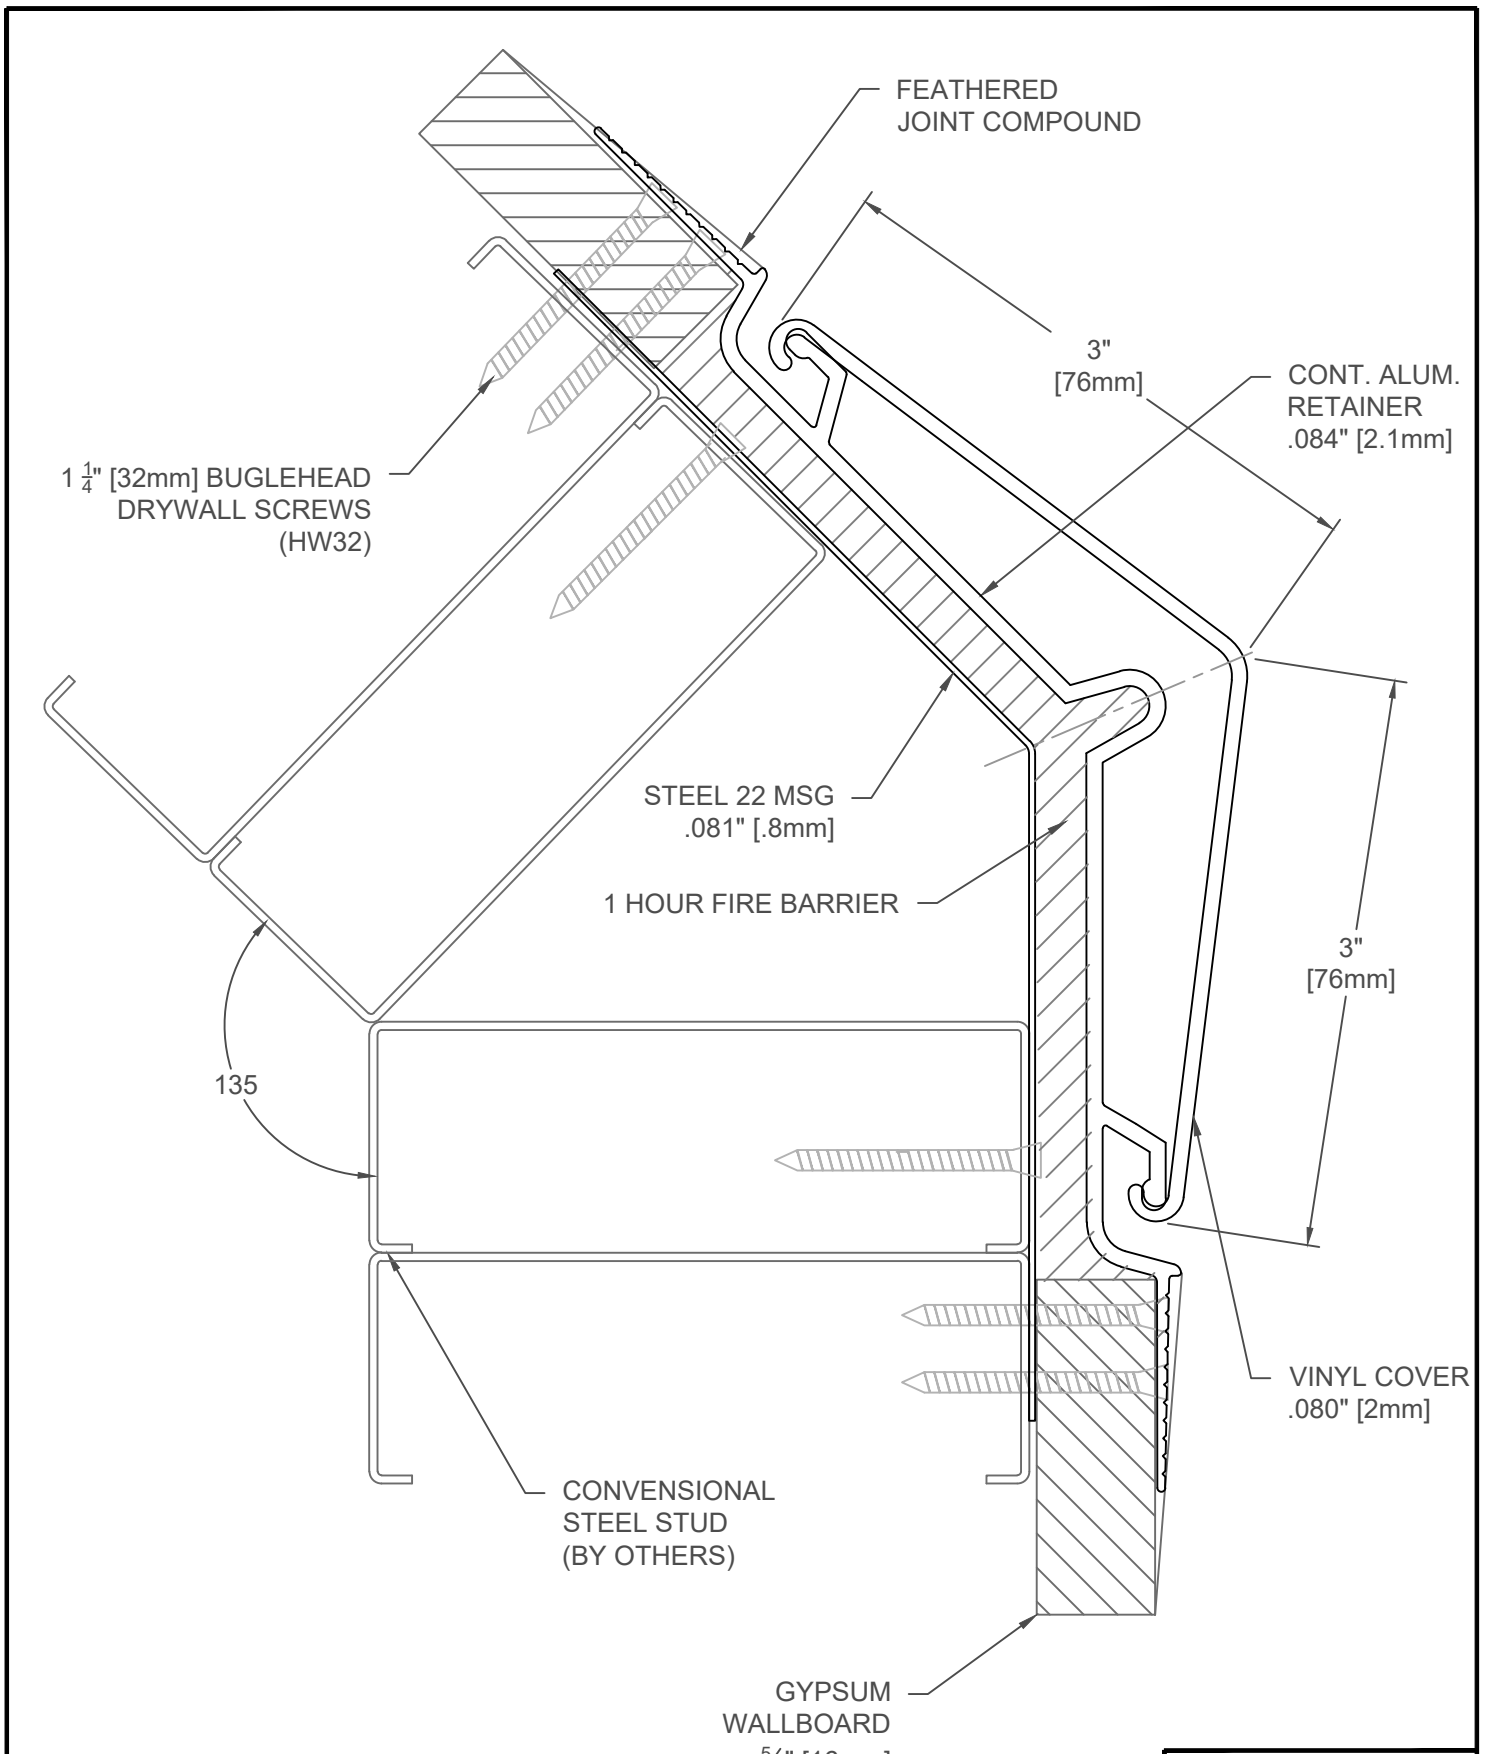 FEATHERED
JOINT COMPOUND
3"
[76mm]
CONT. ALUM.
RETAINER
.084" [2.1mm]
1 1/4" [32mm] BUGLEHEAD
DRYWALL SCREWS
(HW32)
STEEL 22 MSG
.081" [.8mm]
1 HOUR FIRE BARRIER
3"
[76mm]
135
VINYL COVER
.080" [2mm]
CONVENSIONAL
STEEL STUD
(BY OTHERS)
GYPSUM
WALLBOARD